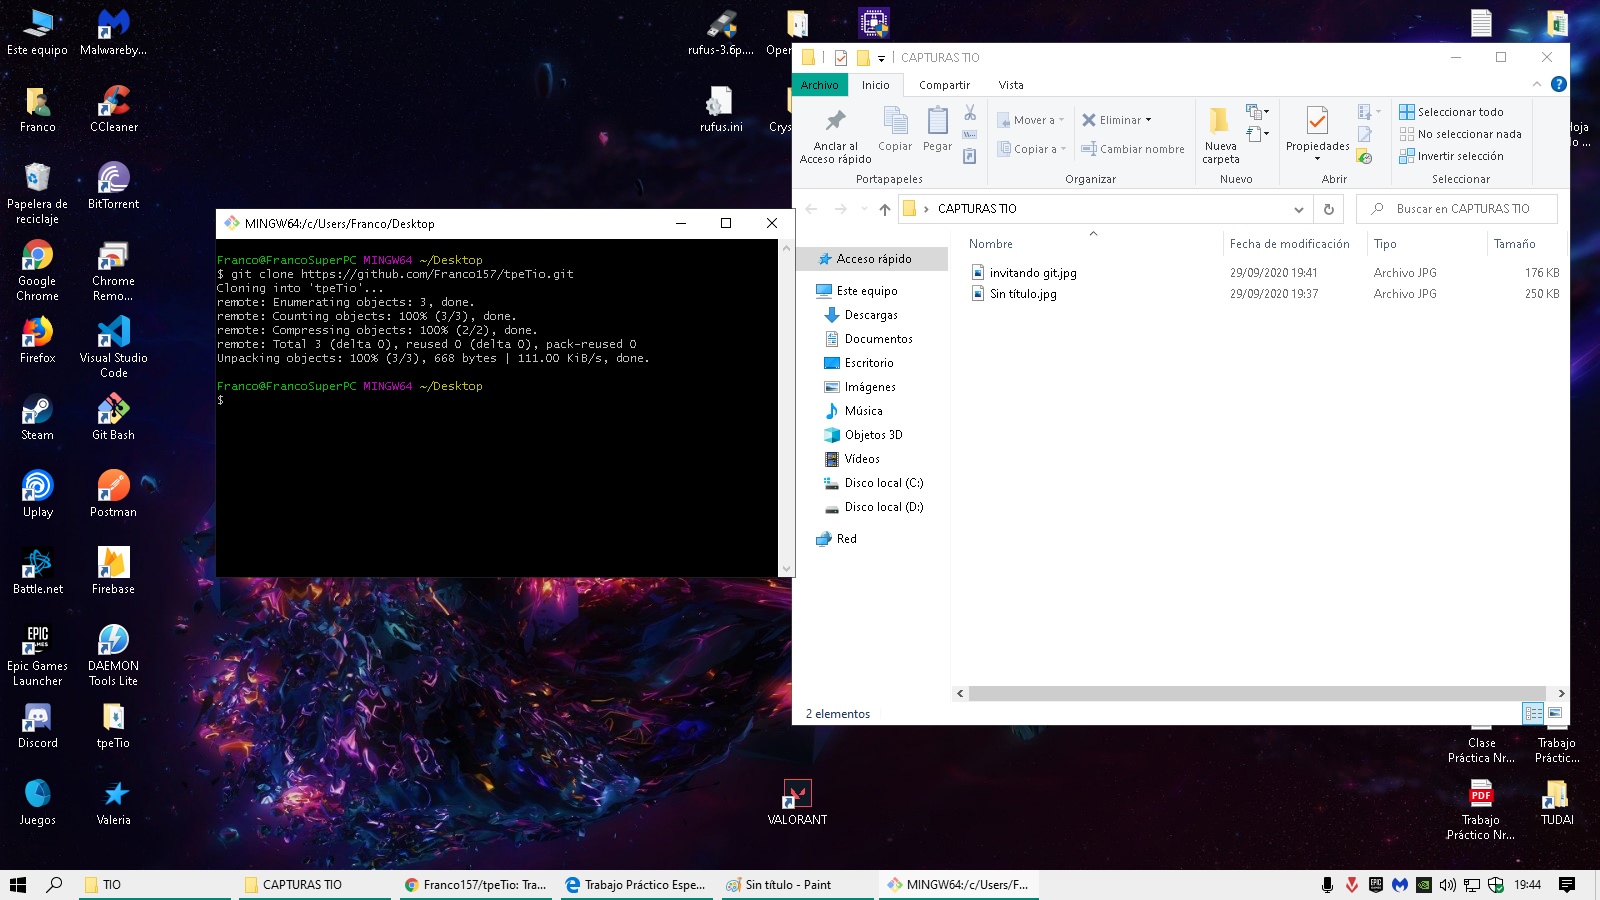 Este equipo
Malwareby...
Franco
CCleaner
Papelera de
reciclaje
BitTorrent
Google
Chrome
Chrome
Remo...
Firefox
Visual Studio
Code
Steam
Git Bash
Uplay
Postman
Battle.net
Firebase
EPIC
GAMES
Epic Games
Launcher
DAEMON
Tools Lite
Discord
tpeTio
Juegos
Valeria
rufus-3.6p....
Oper
rufus.ini
Crys
VALORANT
MINGW64:/c/Users/Franco/Desktop
Franco@FrancoSuperPC MINGW64 ~/Desktop
$ git clone https://github.com/Franco157/tpeTio.git
Cloning into 'tpeTio'...
remote: Enumerating objects: 3, done.
remote: Counting objects: 100% (3/3), done.
remote: Compressing objects: 100% (2/2), done.
remote: Total 3 (delta 0), reused 0 (delta 0), pack-reused 0
Unpacking objects: 100% (3/3), 668 bytes | 111.00 KiB/s, done.
Franco@FrancoSuperPC MINGW64 ~/Desktop
$
CAPTURAS TIO
Archivo Inicio Compartir Vista
Anclar al
Acceso rápido
Copiar
Pegar
Portapapeles
Mover a
Copiar a
Eliminar
Cambiar nombre
Organizar
Nueva
carpeta
Nuevo
Propiedades
Abrir
Seleccionar todo
No seleccionar nada
Invertir selección
Seleccionar
CAPTURAS TIO
Buscar en CAPTURAS TIO
Acceso rápido
Este equipo
Descargas
Documentos
Escritorio
Imágenes
Música
Objetos 3D
Vídeos
Disco local (C:)
Disco local (D:)
Red
Nombre Fecha de modificación Tipo Tamaño
invitando git.jpg 29/09/2020 19:41 Archivo JPG 176 KB
Sin título.jpg 29/09/2020 19:37 Archivo JPG 250 KB
2 elementos
loja
lo ...
Clase
Práctica Nr...
Trabajo
Práctic...
PDF
Trabajo
Práctico Nr...
TUDAI
TIO
CAPTURAS TIO
Franco157/tpeTio: Tra...
Trabajo Práctico Espe...
Sin título - Paint
MINGW64:/c/Users/F...
EPIC
19:44